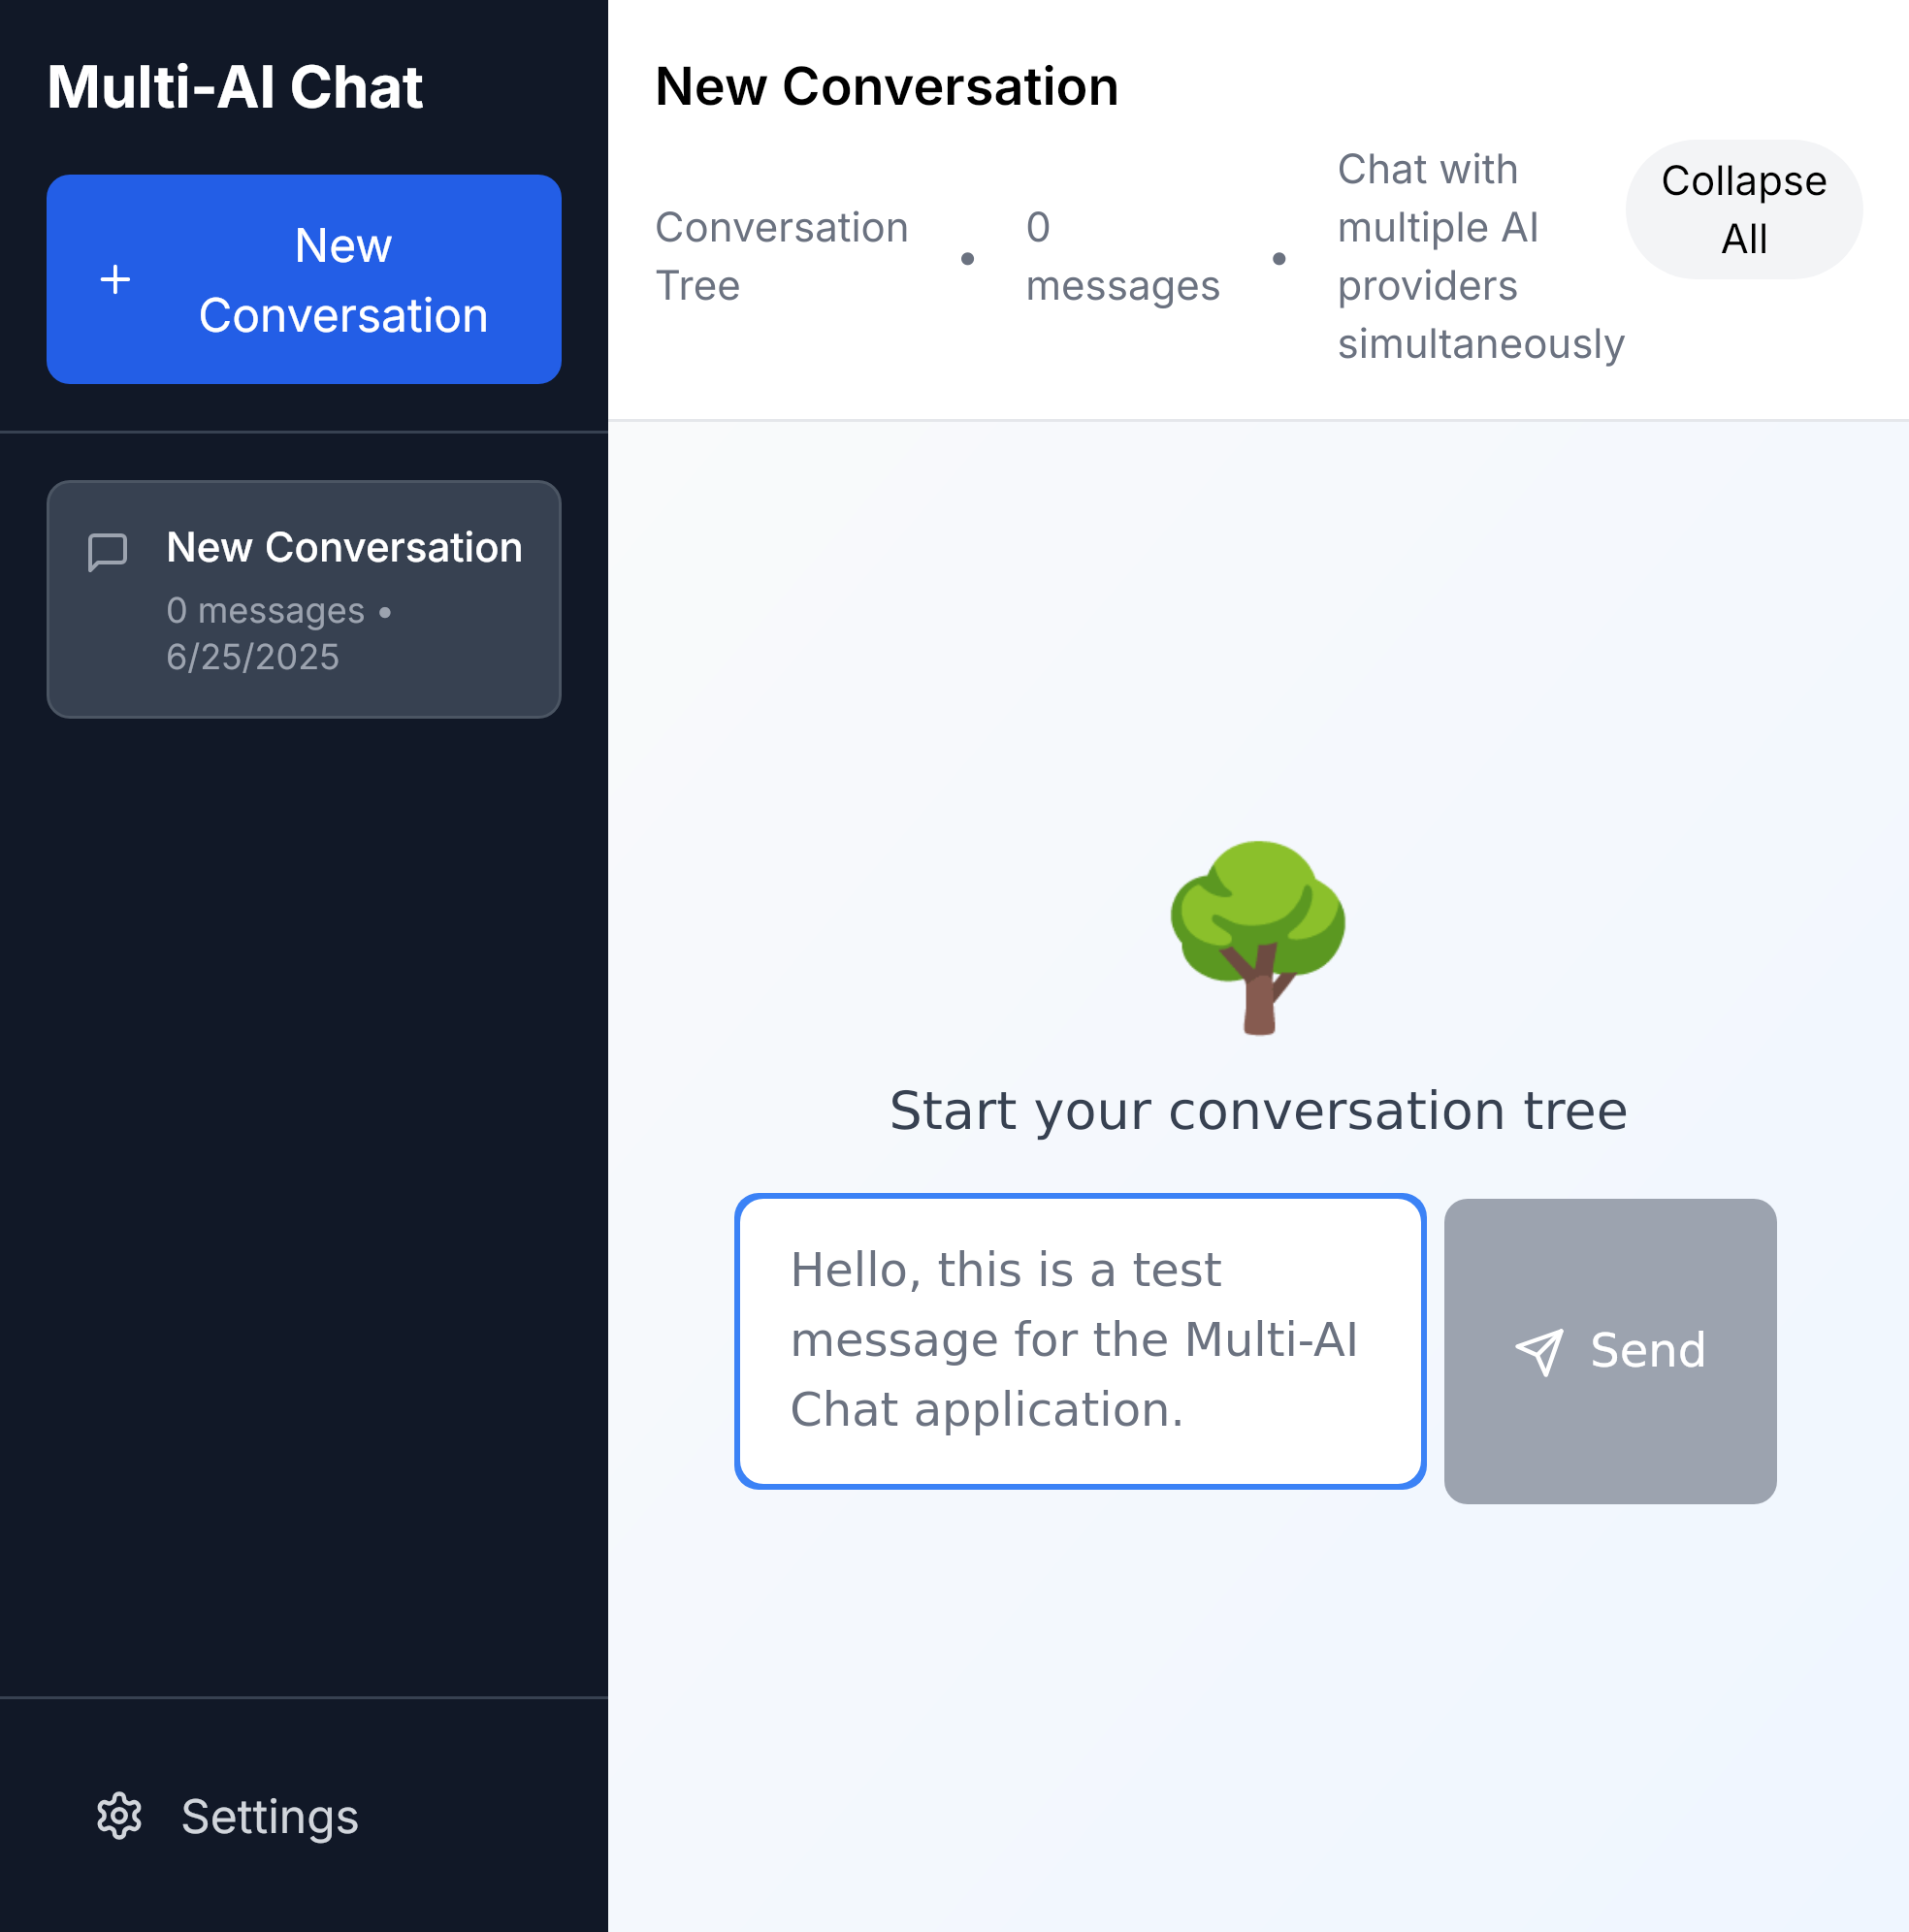 Multi-AI Chat
New
Conversation
New Conversation
0 messages •
6/25/2025
Settings
New Conversation
Conversation
Tree
•
0
messages
•
Chat with
multiple AI
providers
simultaneously
Collapse
All
Start your conversation tree
Hello, this is a test
message for the Multi-AI
Chat application.
Send